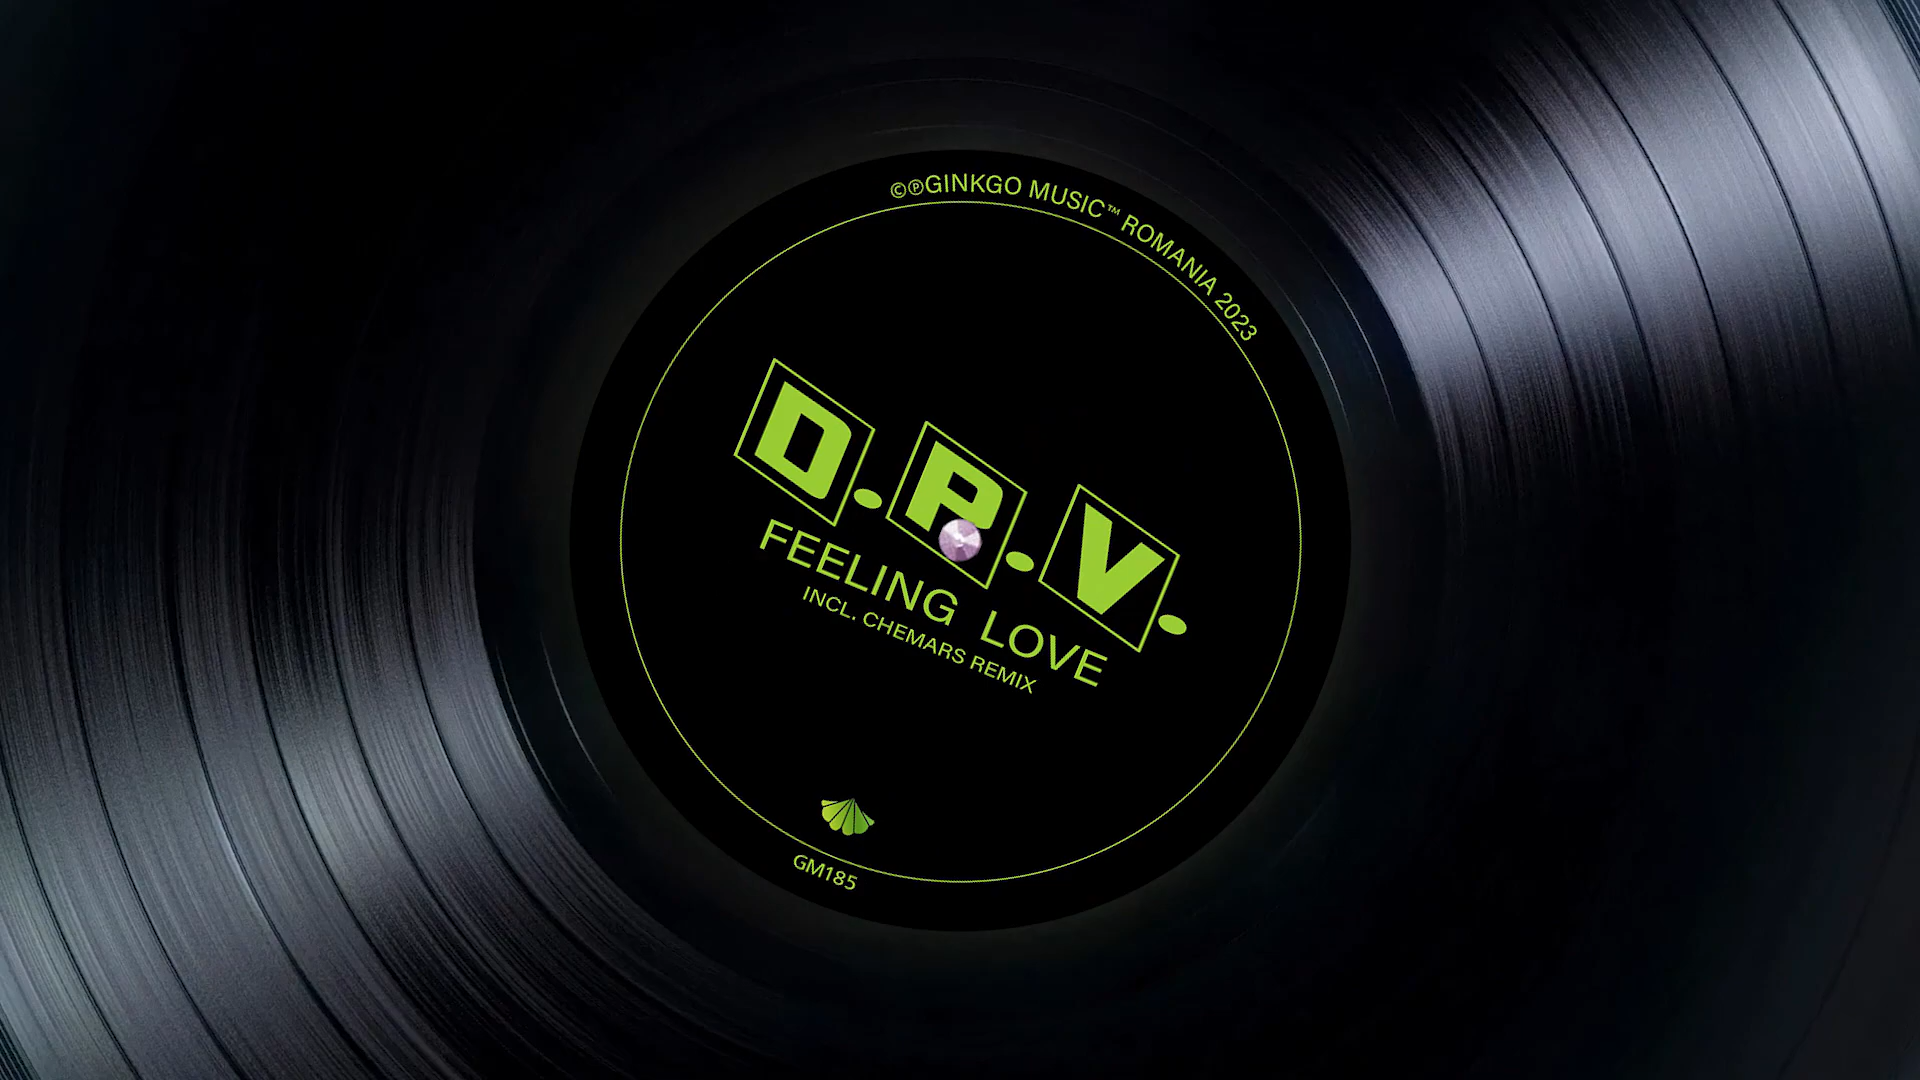 ©℗GINKGO MUSIC™ ROMANIA 2023
D.P.V.
FEELING LOVE
INCL. CHEMARS REMIX
GM185